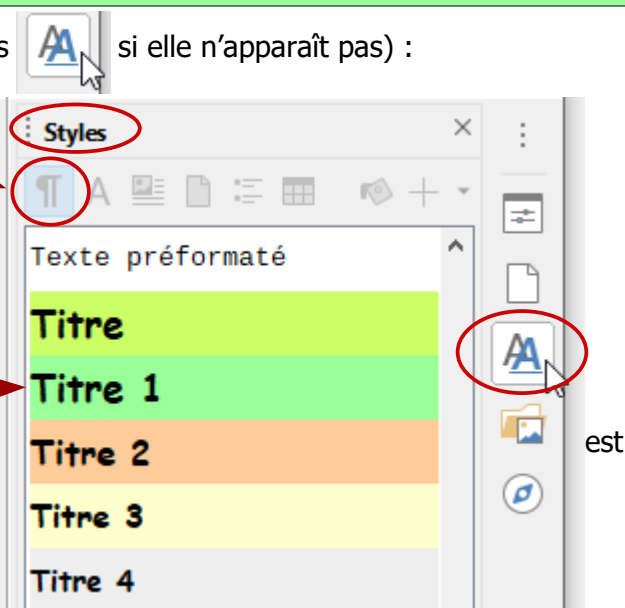 s si elle n’apparaît pas) :
Styles
Texte préformaté
Titre
Titre 1
Titre 2
est
Titre 3
Titre 4